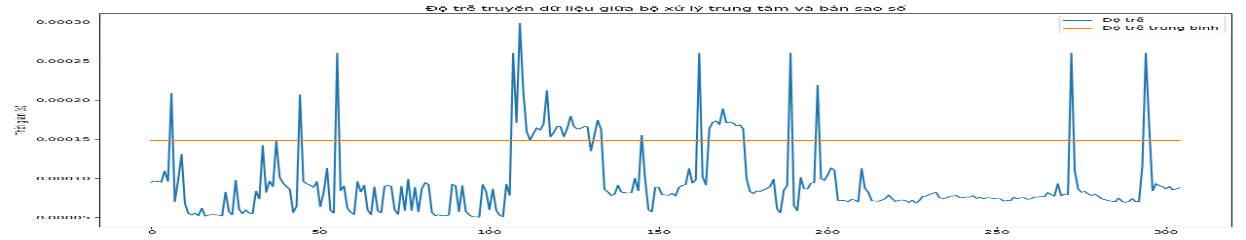 Độ trễ truyền dữ liệu giữa bộ xử lý trung tâm và bản sao số
Độ trễ
Độ trễ trung bình
0.00030
0.00025
0.00020
0.00015
0.00010
0.00005
Thời gian (s)
0 50 100 150 200 250 300